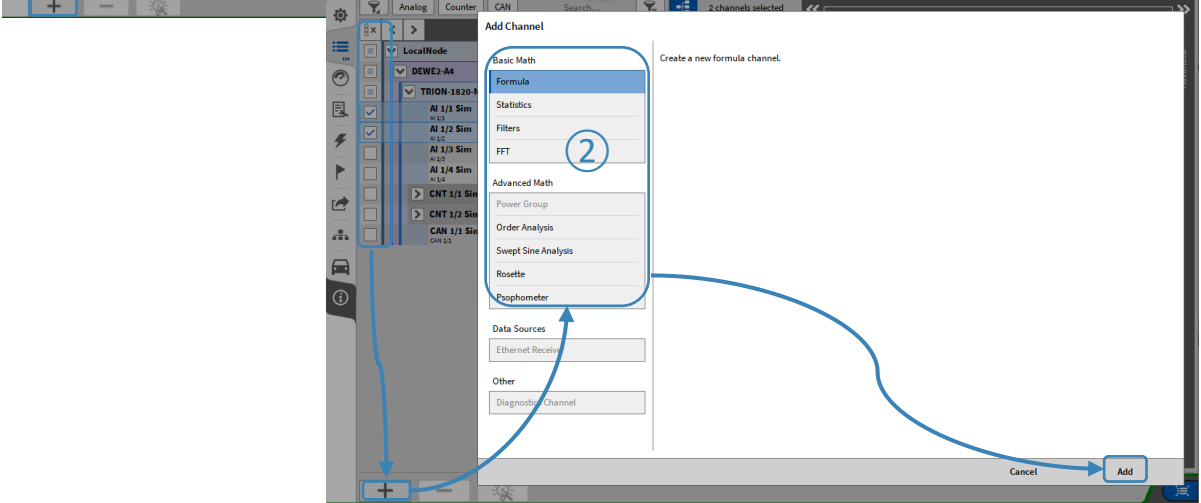 Analog Counter CAN Search... 2 channels selected
Add Channel
LocalNode
DEWE2-A4
TRION-1820-M
AI 1/1 Sim
AI 1/1
AI 1/2 Sim
AI 1/2
AI 1/3 Sim
AI 1/3
AI 1/4 Sim
AI 1/4
CNT 1/1 Sim
CNT 1/2 Sim
CAN 1/1 Sim
CAN 1/1
Basic Math
Formula
Statistics
Filters
FFT
2
Advanced Math
Power Group
Order Analysis
Swept Sine Analysis
Rosette
Psophometer
Data Sources
Ethernet Receiver
Other
Diagnostics Channel
Create a new formula channel.
Cancel Add